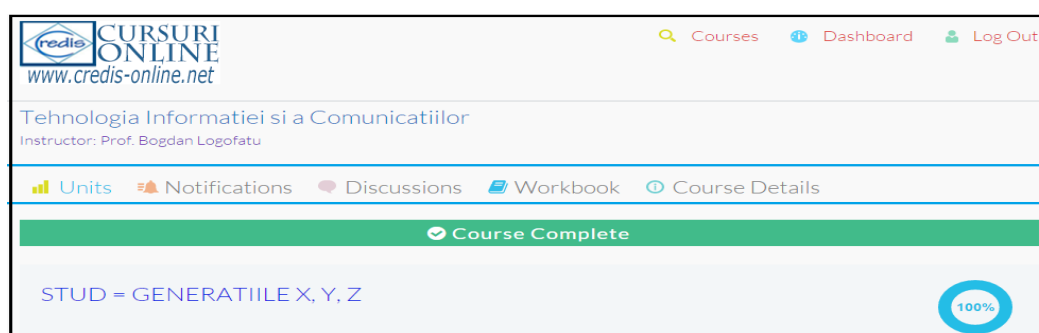 credis CURSURI
ONLINE
www.credis-online.net
Courses Dashboard Log Out
Tehnologia Informatiei si a Comunicatiilor
Instructor: Prof. Bogdan Logofatu
Units Notifications Discussions Workbook Course Details
Course Complete
STUD = GENERATIILE X, Y, Z
100%